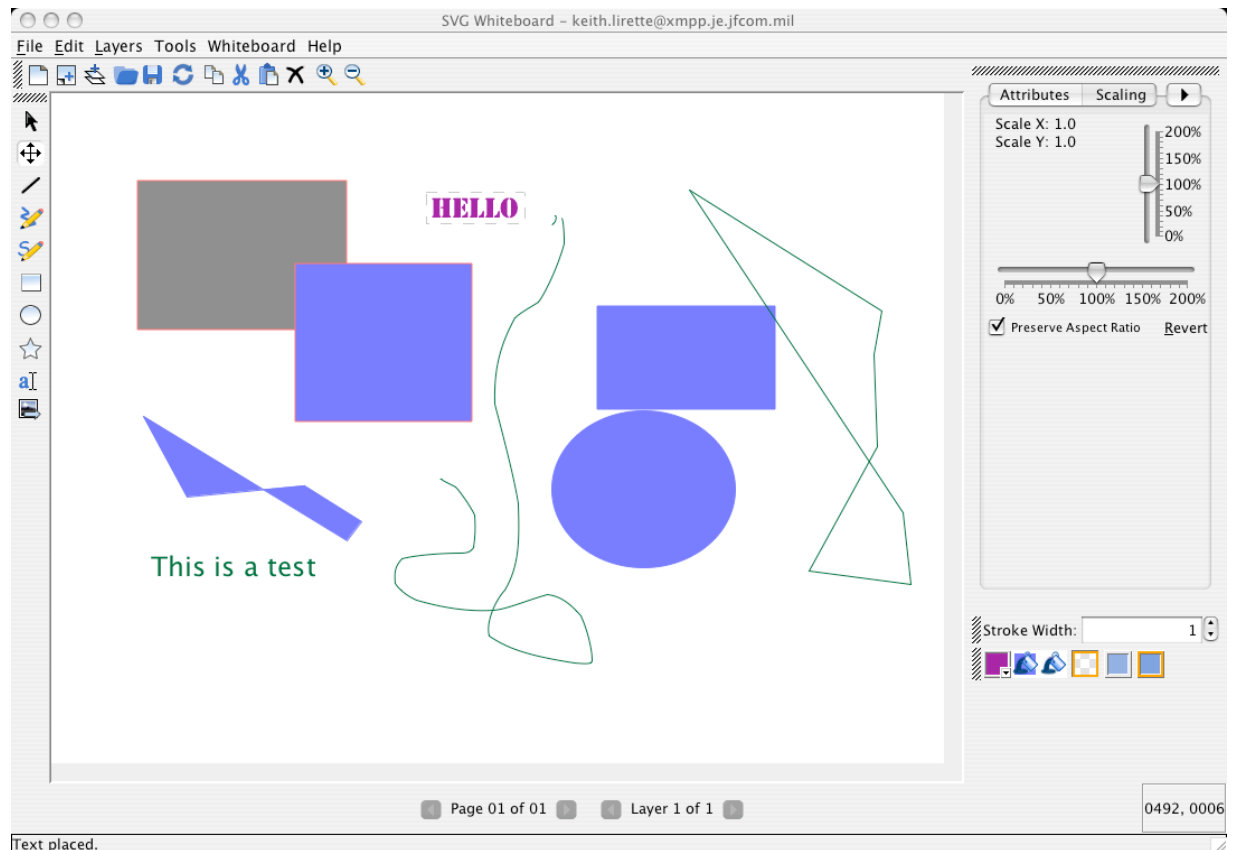 SVG Whiteboard – keith.lirette@xmpp.je.jfcom.mil
File Edit Layers Tools Whiteboard Help
Attributes Scaling
Scale X: 1.0
Scale Y: 1.0
200%
150%
100%
50%
0%
0% 50% 100% 150% 200%
Preserve Aspect Ratio Revert
HELLO
This is a test
Stroke Width: 1
Page 01 of 01 Layer 1 of 1
0492, 0006
Text placed.